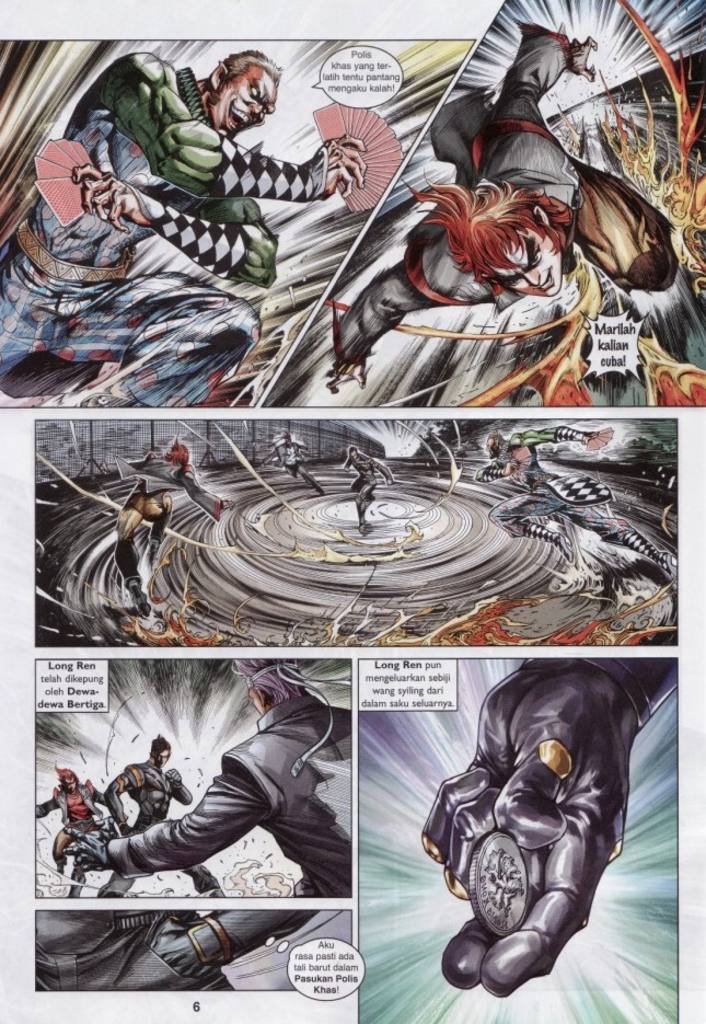 Polis
khas yang ter-
latih tentu pantang
mengaku kalah!
Marilah
kalian
cuba!
Long Ren
telah dikepung
oleh Dewa-
dewa Bertiga.
Long Ren pun
mengeluarkan sebiji
wang syiling dari
dalam saku seluarnya.
Aku
rasa pasti ada
tali barut dalam
Pasukan Polis
Khas!
6